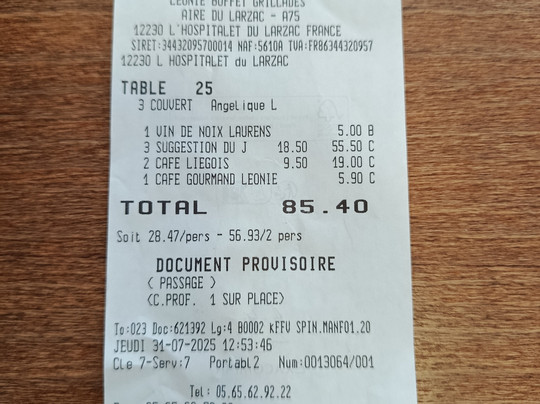 LEONIE BUFFET GRILLADES
AIRE DU LARZAC - A75
12230 L'HOSPITALET DU LARZAC FRANCE
SIRET:34432095700014 NAF:5610A TVA:FR86344320957
12230 L HOSPITALET du LARZAC
TABLE 25
3 COUVERT Angelique L
1 VIN DE NOIX LAURENS 5.00 B
3 SUGGESTION DU J 18.50 55.50 C
2 CAFE LIEGOIS 9.50 19.00 C
1 CAFE GOURMAND LEONIE 5.90 C
TOTAL 85.40
Soit 28.47/pers - 56.93/2 pers
DOCUMENT PROVISOIRE
( PASSAGE )
(C.PROF. 1 SUR PLACE)
To:023 Doc:621392 Lg:4 B0002 KFFV SPIN.MANF01.20
JEUDI 31-07-2025 12:53:46
Cle 7-Serv:7 Portabl2 Num:0013064/001
Tel: 05.65.62.92.22